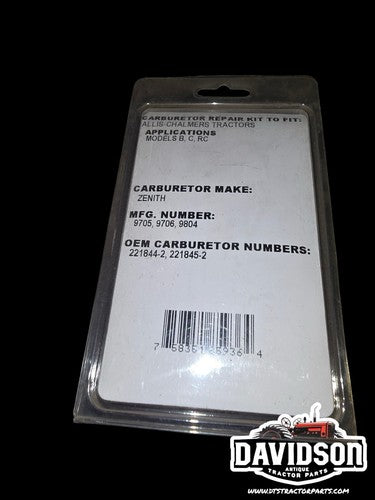 CARBURETOR REPAIR KIT TO FIT:
ALLIS-CHALMERS TRACTORS
APPLICATIONS
MODELS B, C, RC
CARBURETOR MAKE:
ZENITH
MFG. NUMBER:
9705, 9706, 9804
OEM CARBURETOR NUMBERS:
221844-2, 221845-2
DAVIDSON
ANTIQUE
TRACTOR PARTS
WWW.DTSTRACTORPARTS.COM